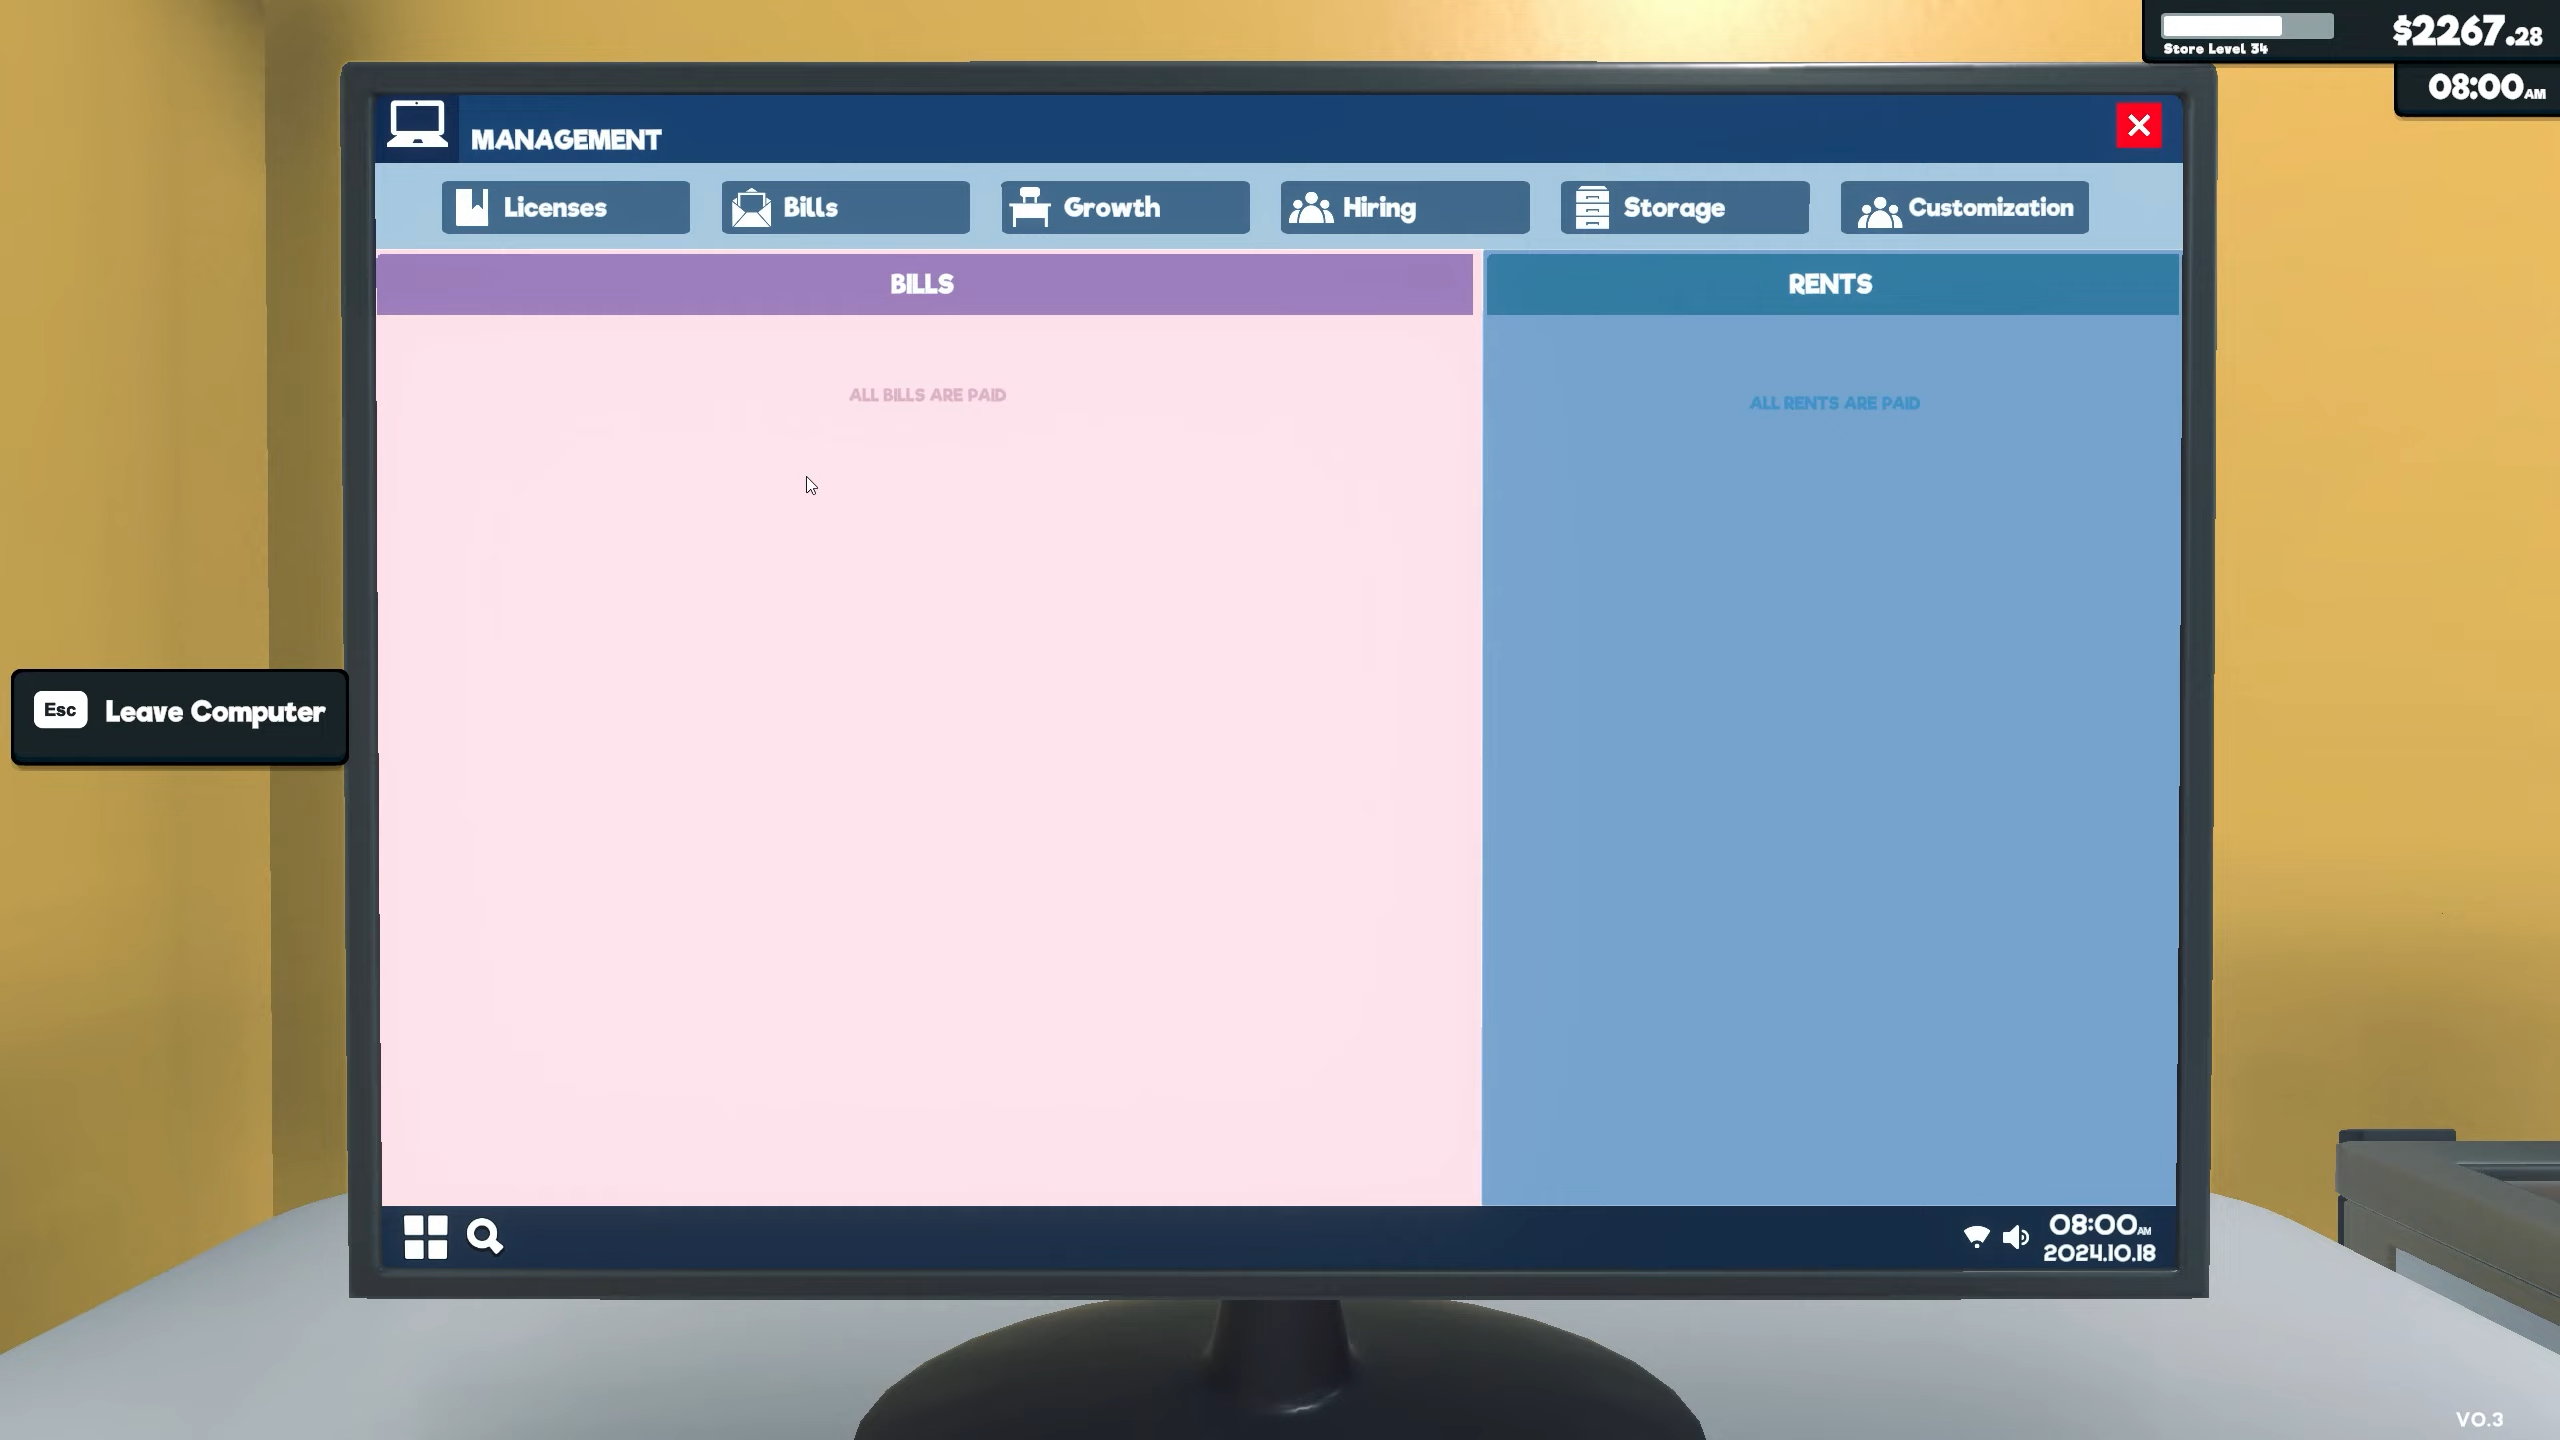 $2267.28
Store Level 34
08:00AM
MANAGEMENT
Licenses
Bills
Growth
Hiring
Storage
Customization
BILLS
RENTS
ALL BILLS ARE PAID
ALL RENTS ARE PAID
Esc Leave Computer
08:00AM
2024.10.18
V0.3